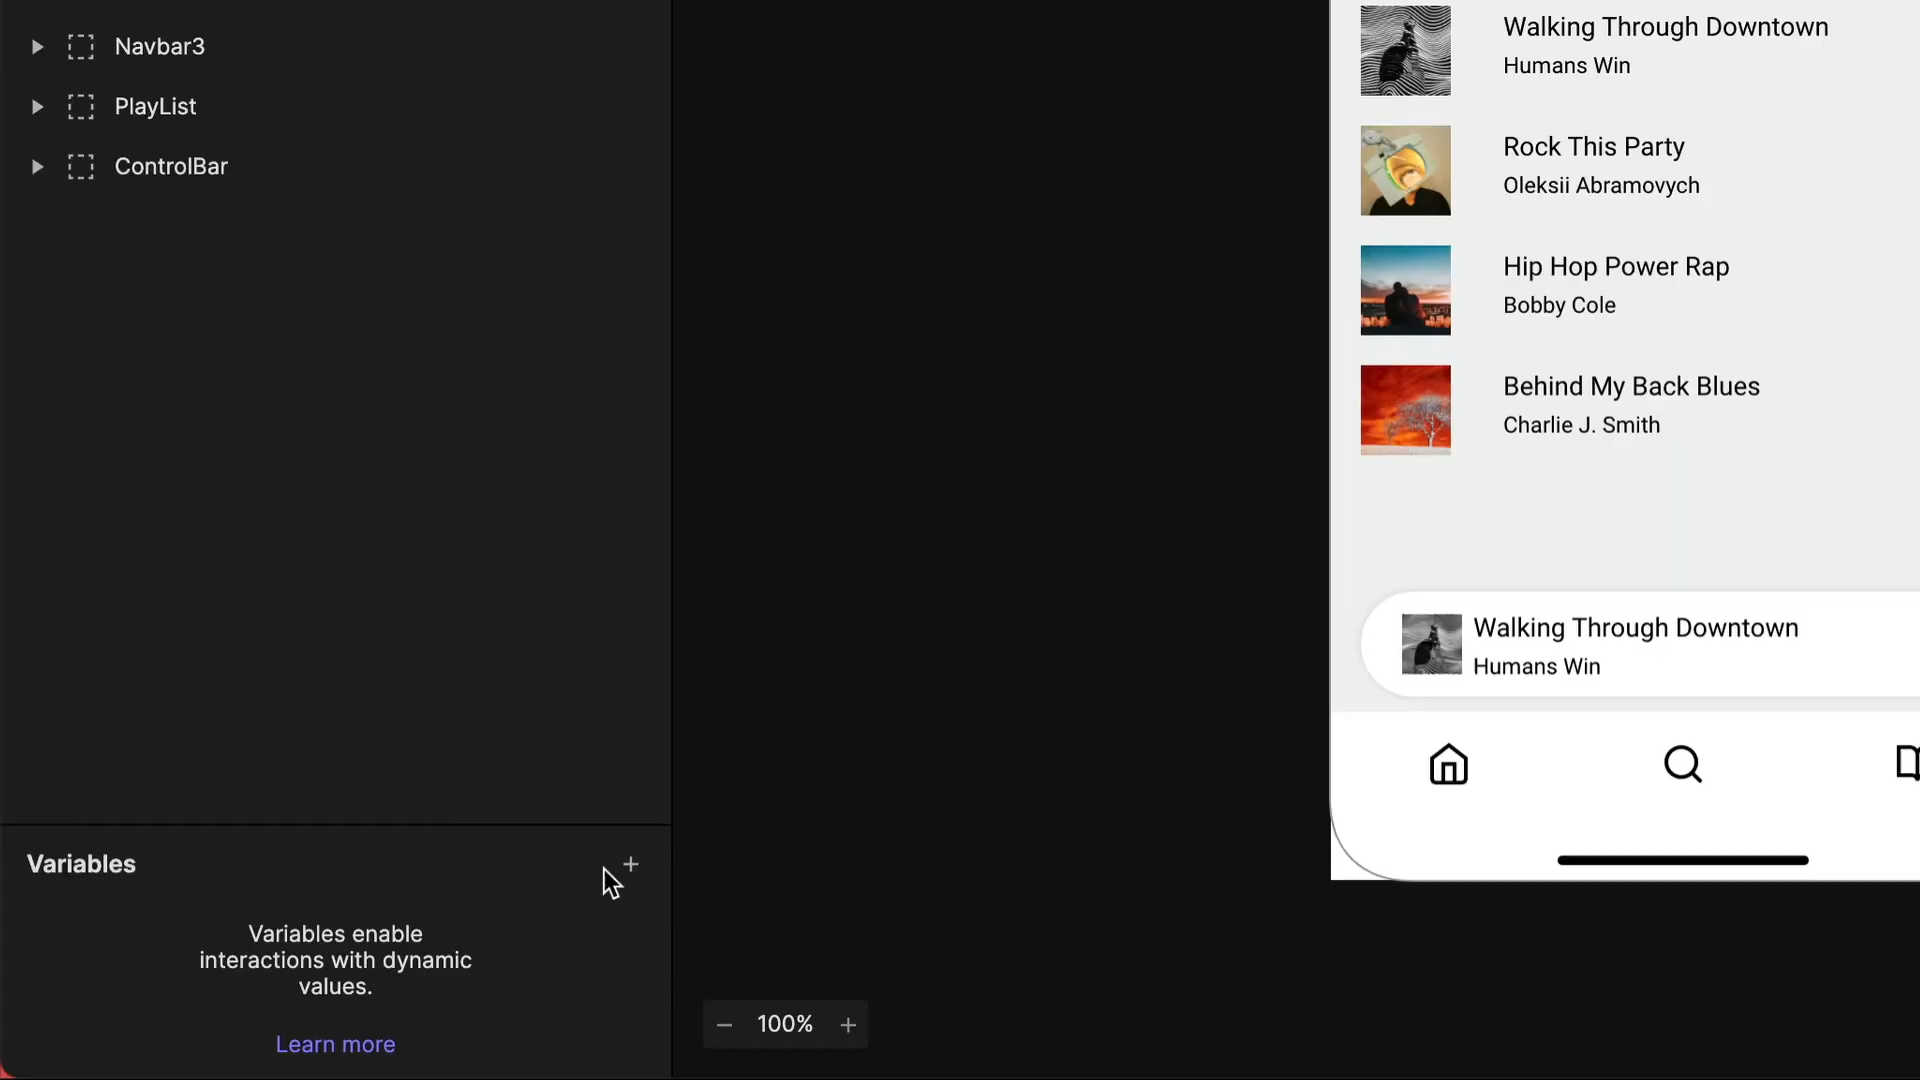 Navbar3
PlayList
ControlBar
Walking Through Downtown
Humans Win
Rock This Party
Oleksii Abramovych
Hip Hop Power Rap
Bobby Cole
Behind My Back Blues
Charlie J. Smith
Walking Through Downtown
Humans Win
Variables
Variables enable
interactions with dynamic
values.
Learn more
100%